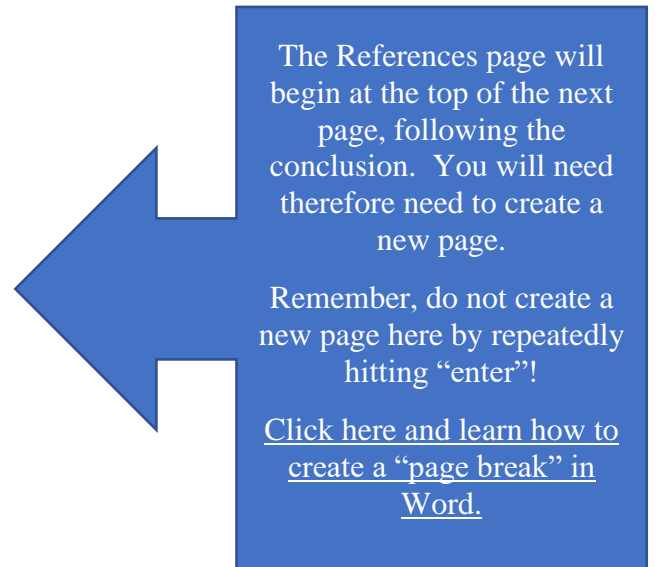 The References page will
begin at the top of the next
page, following the
conclusion.  You will need
therefore need to create a
new page.
Remember, do not create a
new page here by repeatedly
hitting “enter”!
Click here and learn how to
create a “page break” in
Word.